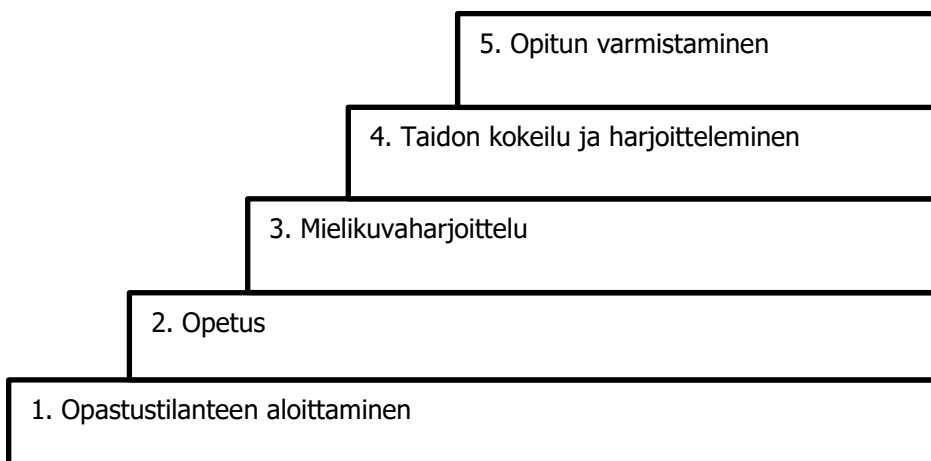 5. Opitun varmistaminen
4. Taidon kokeilu ja harjoitteleminen
3. Mielikuvaharjoittelu
2. Opetus
1. Opastustilanteen aloittaminen